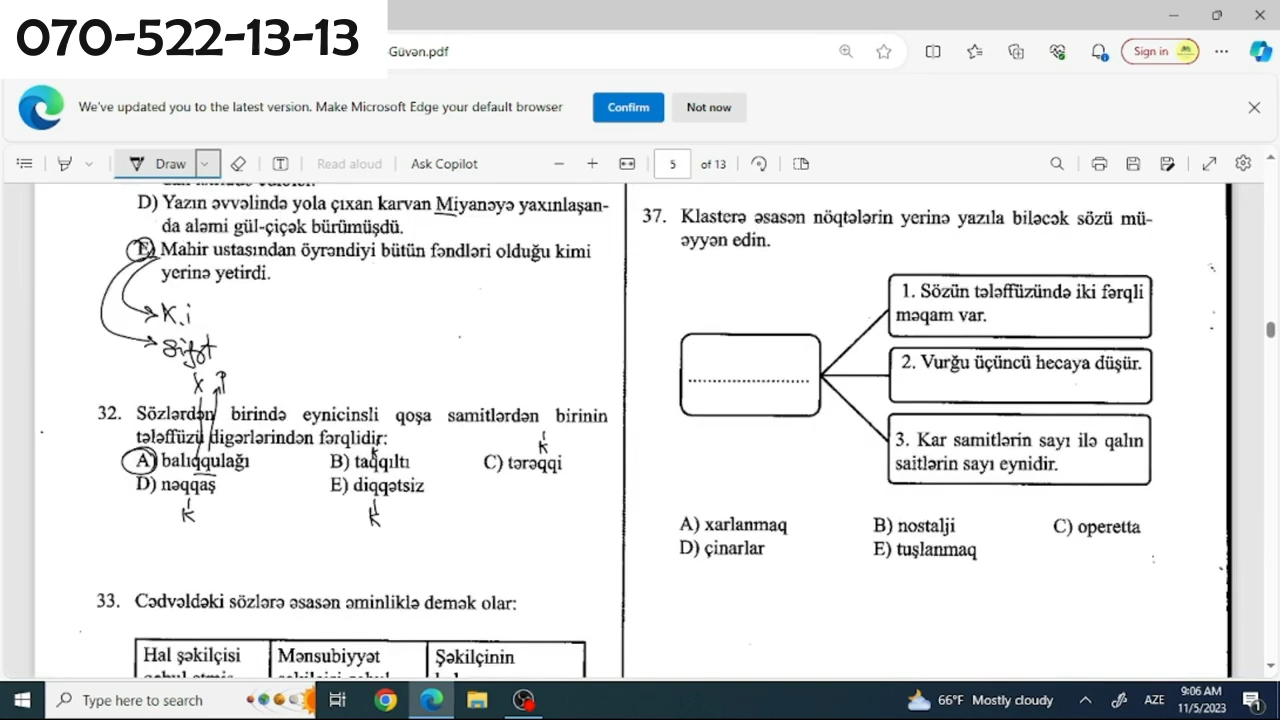 070-522-13-13
Güvən.pdf
Sign in
We've updated you to the latest version. Make Microsoft Edge your default browser
Confirm
Not now
Draw
Read aloud
Ask Copilot
5
of 13
D) Yazın əvvəlində yola çıxan karvan Miyanəyə yaxınlaşan-
da aləmi gül-çiçək bürümüşdü.
E) Mahir ustasından öyrəndiyi bütün fəndləri olduğu kimi
yerinə yetirdi.
K.i
sifət
x q
32. Sözlərdən birində eynicinsli qoşa samitlərdən birinin
tələffüzü digərlərindən fərqlidir:
A) balıqqulağı B) taqqıltı C) tərəqqi
D) nəqqaş E) diqqətsiz
k
k
k
k
33. Cədvəldəki sözlərə əsasən əminliklə demək olar:
Hal şəkilçisi
Mənsubiyyət
Şəkilçinin
37. Klasterə əsasən nöqtələrin yerinə yazıla biləcək sözü mü-
əyyən edin.
1. Sözün tələffüzündə iki fərqli
məqam var.
2. Vurğu üçüncü hecaya düşür.
3. Kar samitlərin sayı ilə qalın
saitlərin sayı eynidir.
A) xarlanmaq B) nostalji C) operetta
D) çinarlar E) tuşlanmaq
Type here to search
66°F Mostly cloudy
AZE
9:06 AM
11/5/2023
1